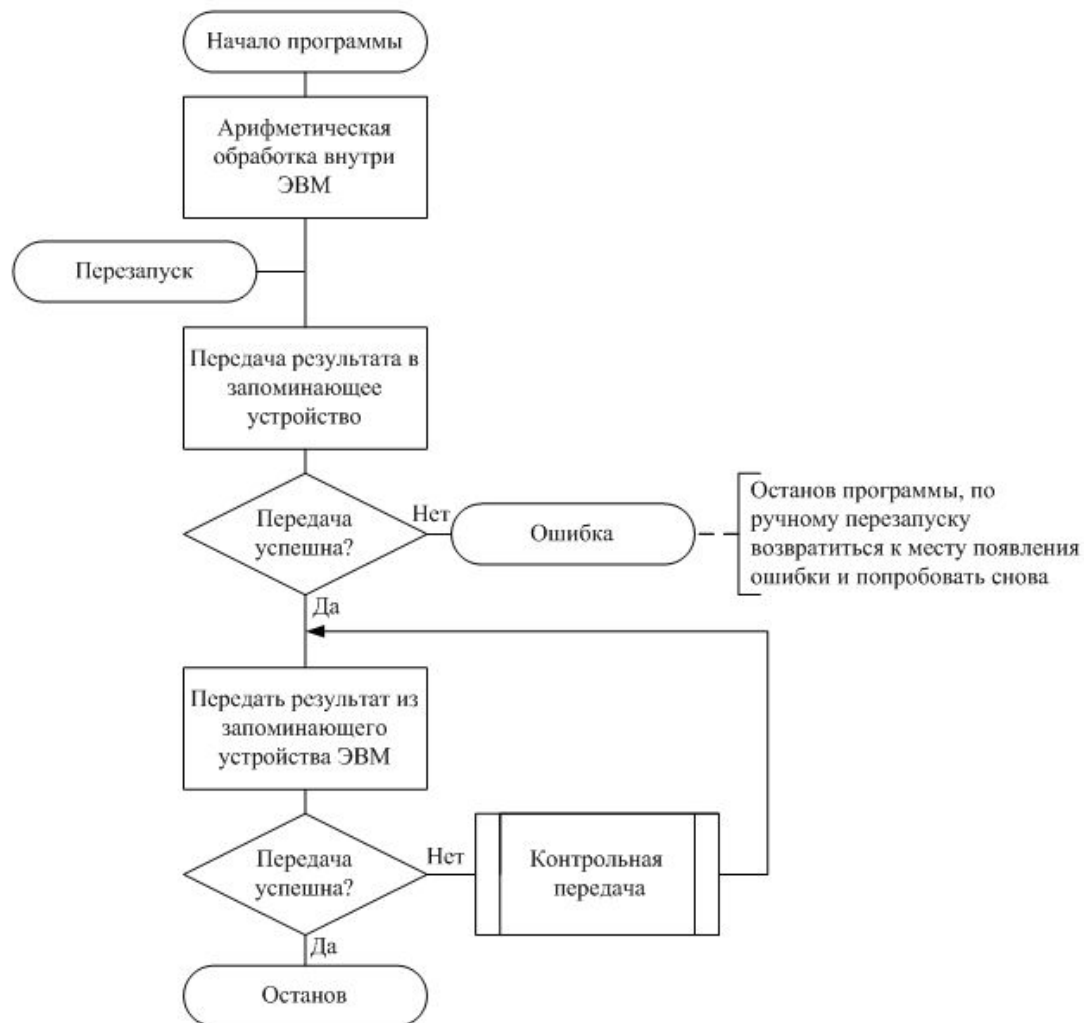 Начало программы
Арифметическая
обработка внутри
ЭВМ
Перезапуск
Передача результата в
запоминающее
устройство
Передача
успешна?
Нет
Ошибка
Останов программы, по
ручному перезапуску
возвратиться к месту появления
ошибки и попробовать снова
Да
Передать результат из
запоминающего
устройства ЭВМ
Передача
успешна?
Нет
Контрольная
передача
Да
Останов